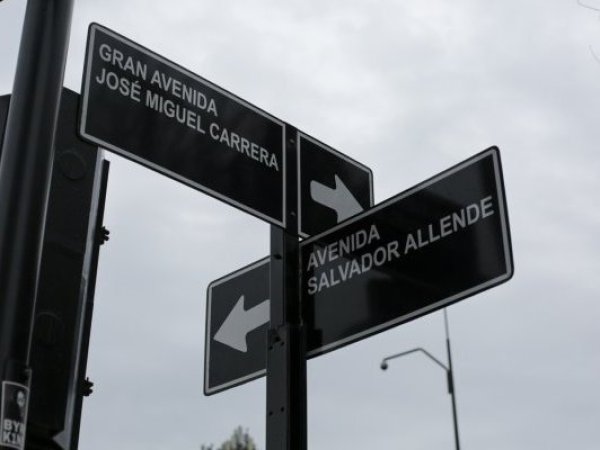 GRAN AVENIDA
JOSÉ MIGUEL CARRERA
AVENIDA
SALVADOR ALLENDE